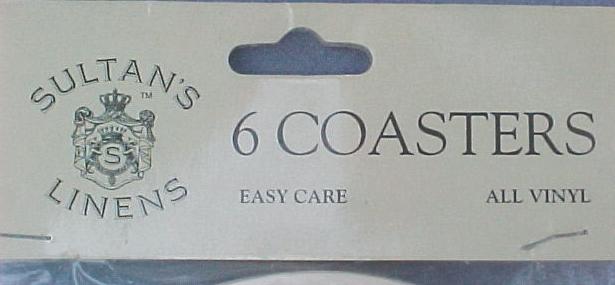 SULTAN'S
TM
S
LINENS
6 COASTERS
EASY CARE
ALL VINYL